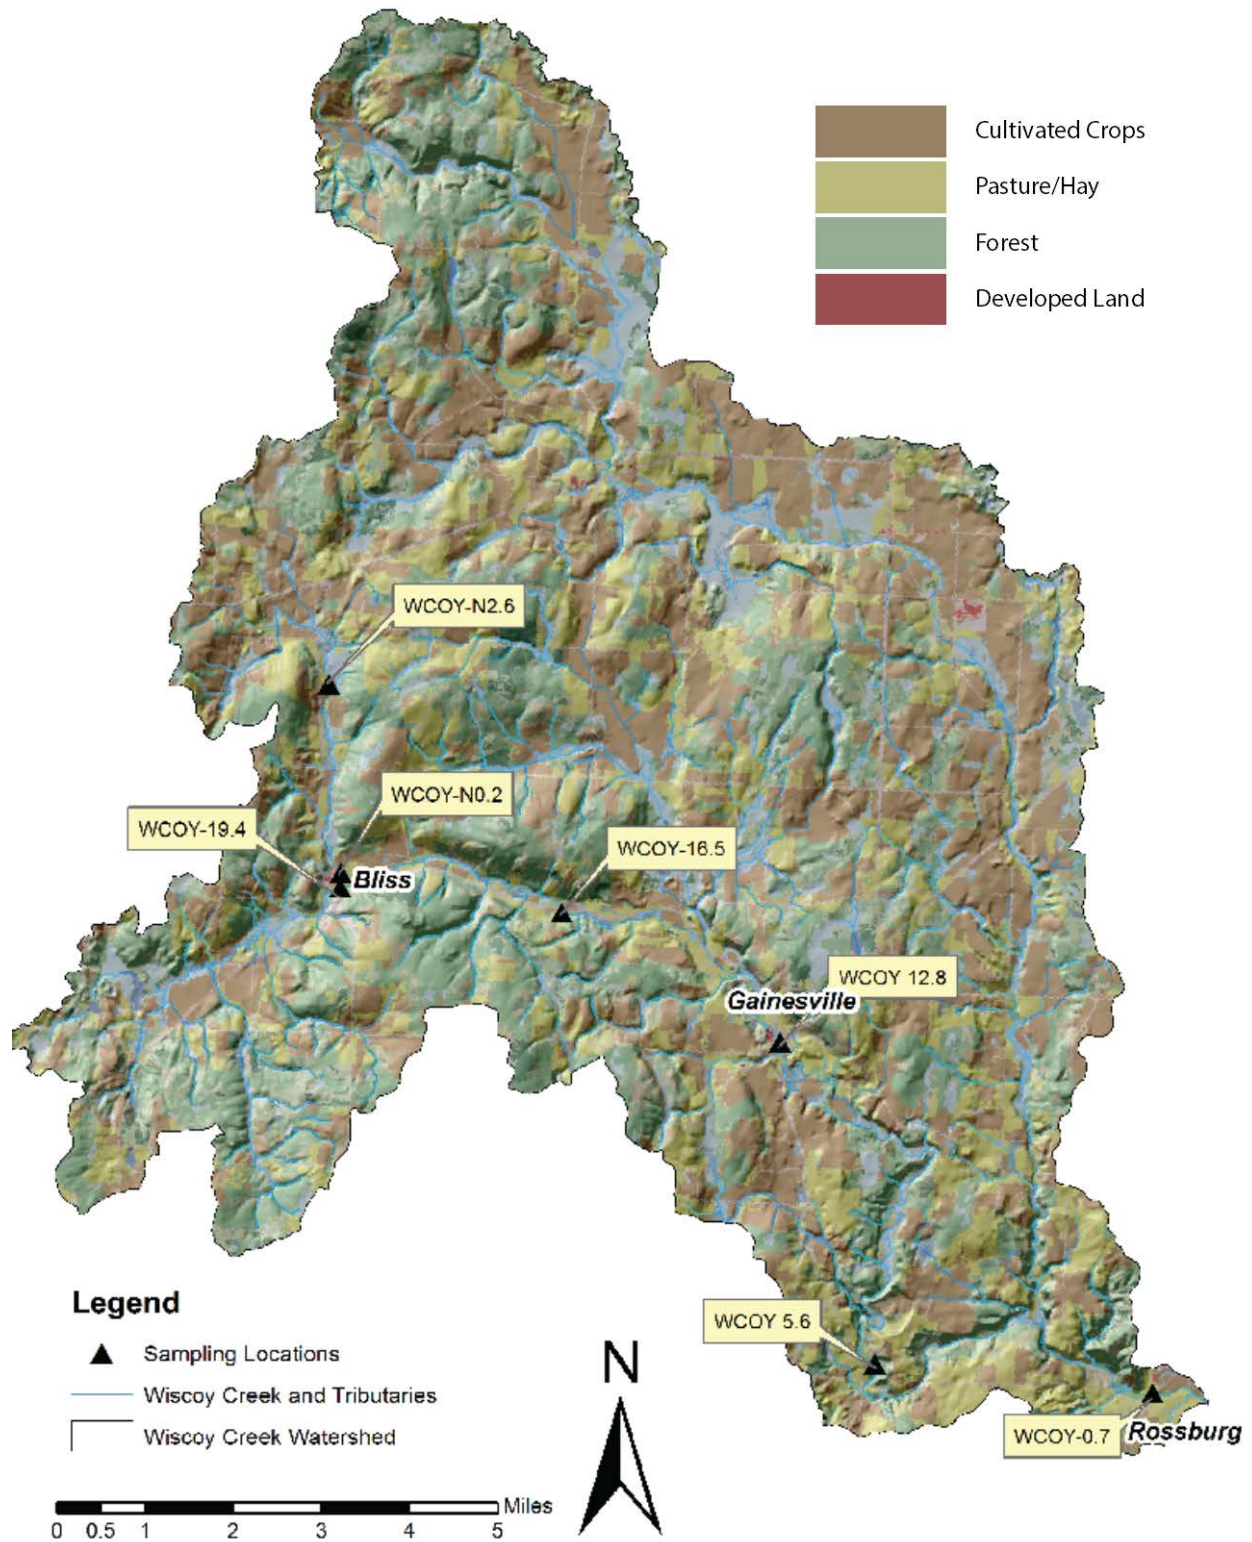 Cultivated Crops
Pasture/Hay
Forest
Developed Land
WCOY-N2.6
WCOY-N0.2
WCOY-19.4
WCOY-16.5
Bliss
WCOY 12.8
Gainesville
WCOY 5.6
WCOY-0.7
Rossburg
Legend
Sampling Locations
Wiscoy Creek and Tributaries
Wiscoy Creek Watershed
N
Miles
0 0.5 1 2 3 4 5